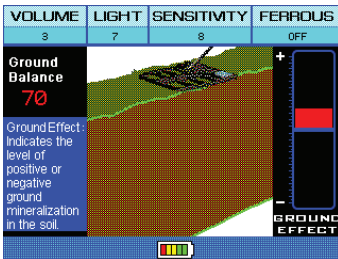 VOLUME LIGHT SENSITIVITY FERROUS
3 7 8 OFF
Ground
Balance
70
Ground Effect:
Indicates the
level of
positive or
negative
ground
mineralization
in the soil.
+
−
GROUND
EFFECT